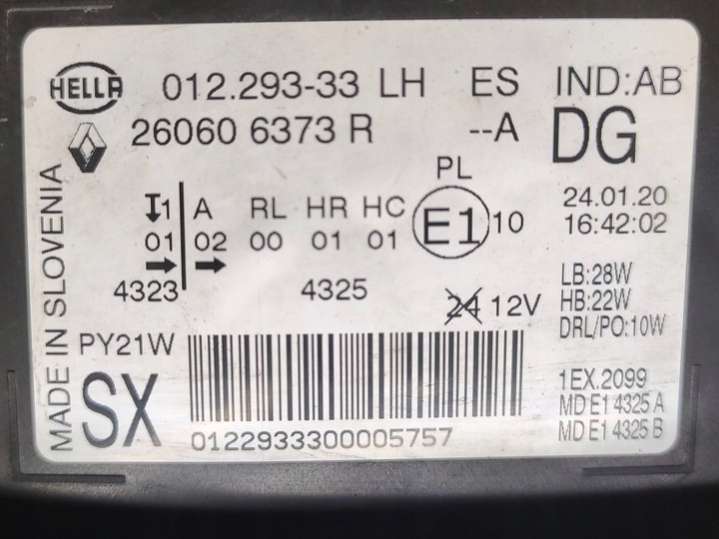 HELLA 012.293-33 LH ES IND:AB
26060 6373 R --A DG
MADE IN SLOVENIA
PL
1 A RL HR HC E1 10
01 02 00 01 01
4323 4325
24.01.20
16:42:02
24 12V
LB:28W
HB:22W
DRL/PO:10W
PY21W
SX
0122933300005757
1EX.2099
MD E1 4325 A
MD E1 4325 B